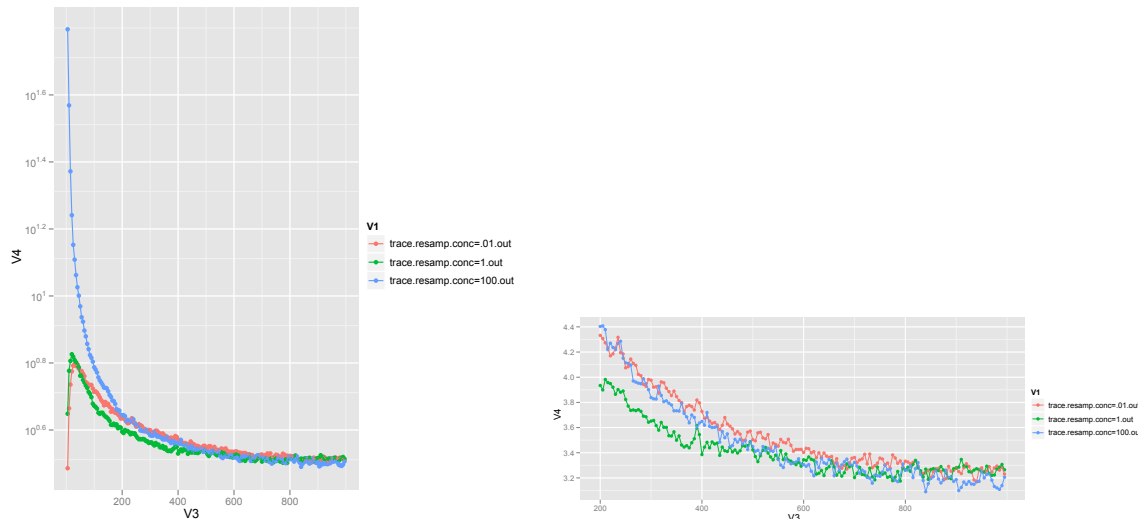 10^1.6
10^1.4
10^1.2
10^1
10^0.8
10^0.6
V4
200
400
600
800
V3
V1
trace.resamp.conc=.01.out
trace.resamp.conc=1.out
trace.resamp.conc=100.out
4.4
4.2
4.0
3.8
3.6
3.4
3.2
V4
200
400
600
800
V3
V1
trace.resamp.conc=.01.out
trace.resamp.conc=1.out
trace.resamp.conc=100.ou